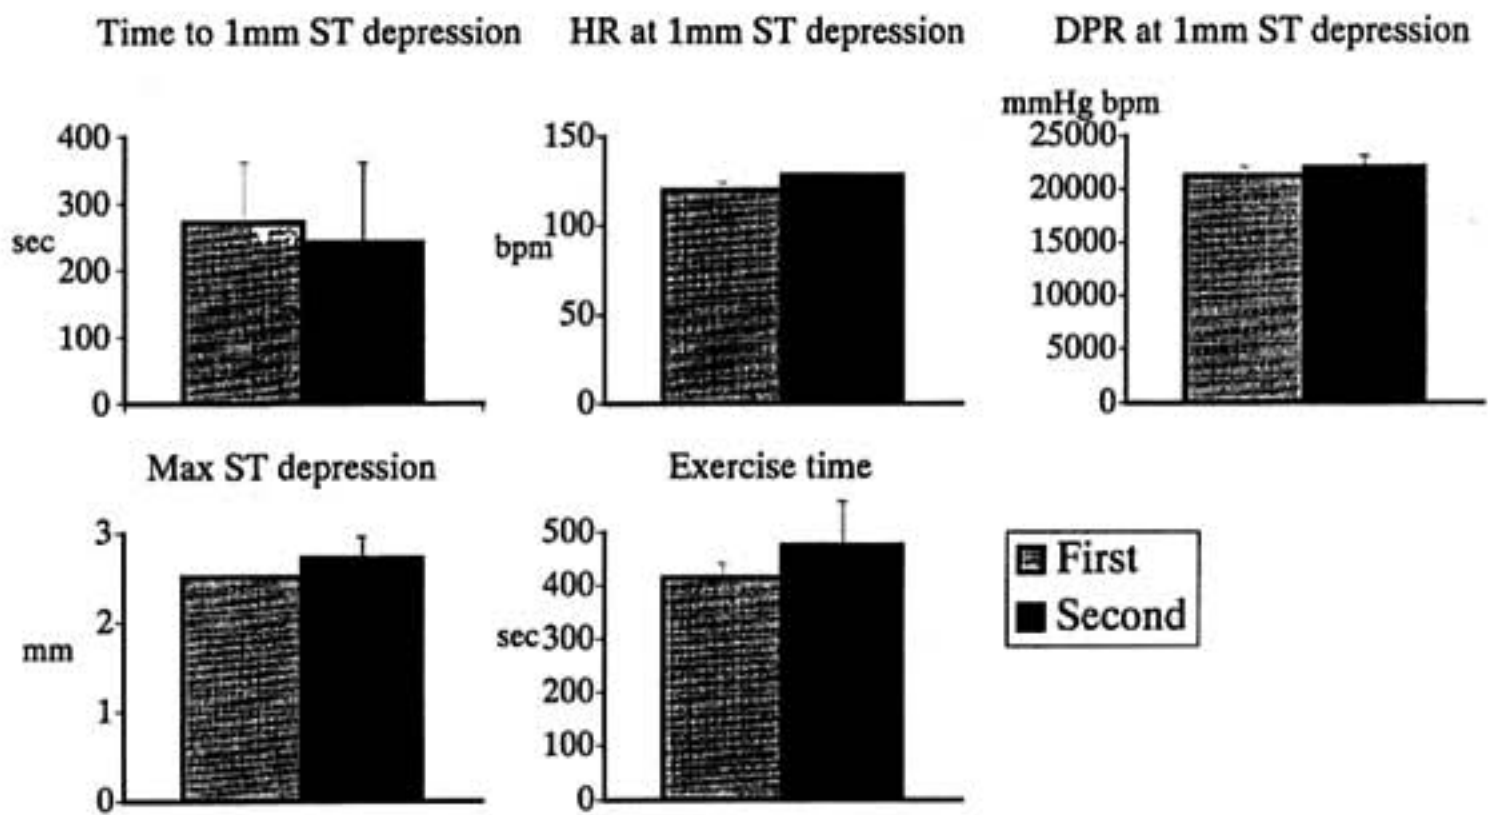 Time to 1mm ST depression
HR at 1mm ST depression
DPR at 1mm ST depression
400
300
sec
200
100
0
150
100
bpm
50
0
mmHg bpm
25000
20000
15000
10000
5000
0
Max ST depression
Exercise time
3
2
mm
1
0
500
400
sec 300
200
100
0
First
Second